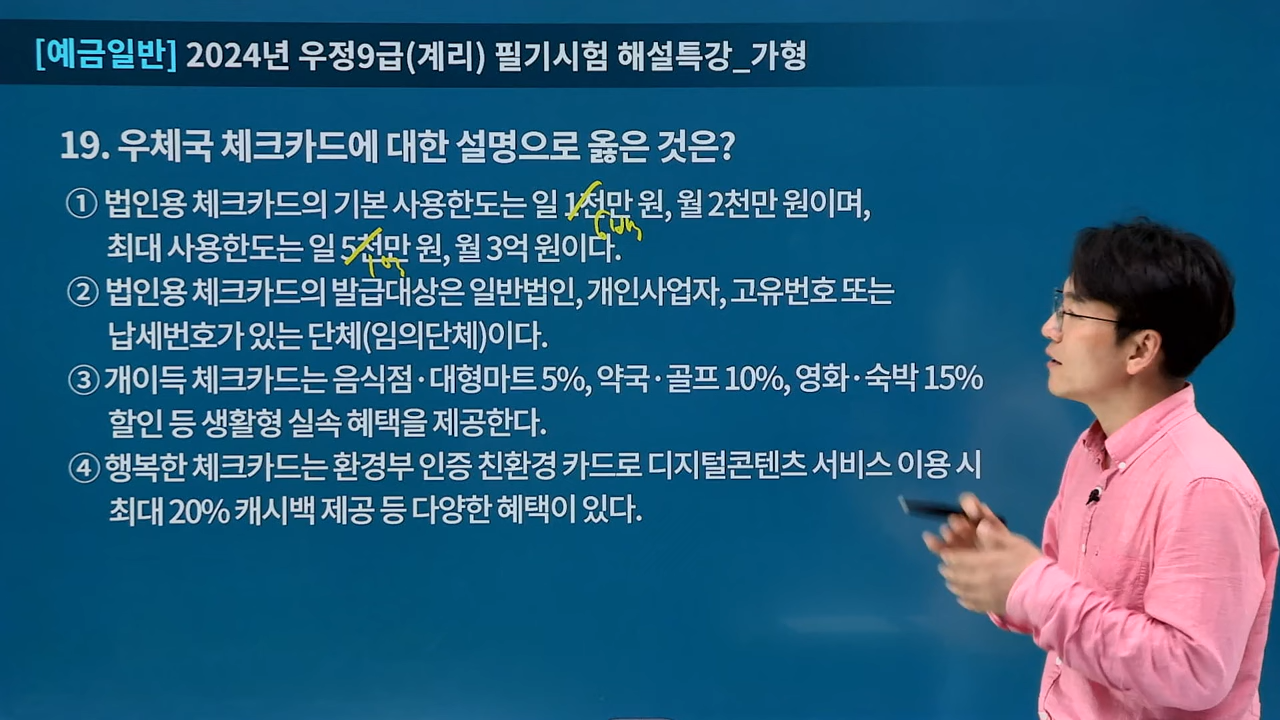 [예금일반] 2024년 우정9급(계리) 필기시험 해설특강_가형
19. 우체국 체크카드에 대한 설명으로 옳은 것은?
① 법인용 체크카드의 기본 사용한도는 일 1천만 원, 월 2천만 원이며,
최대 사용한도는 일 5천만 원, 월 3억 원이다.
② 법인용 체크카드의 발급대상은 일반법인, 개인사업자, 고유번호 또는
납세번호가 있는 단체(임의단체)이다.
③ 개이득 체크카드는 음식점·대형마트 5%, 약국·골프 10%, 영화·숙박 15%
할인 등 생활형 실속 혜택을 제공한다.
④ 행복한 체크카드는 환경부 인증 친환경 카드로 디지털콘텐츠 서비스 이용 시
최대 20% 캐시백 제공 등 다양한 혜택이 있다.